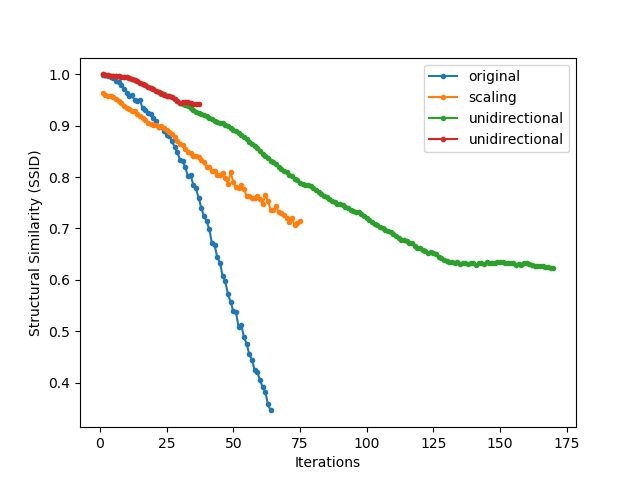 original
scaling
unidirectional
unidirectional
Structural Similarity (SSID)
1.0
0.9
0.8
0.7
0.6
0.5
0.4
0 25 50 75 100 125 150 175
Iterations